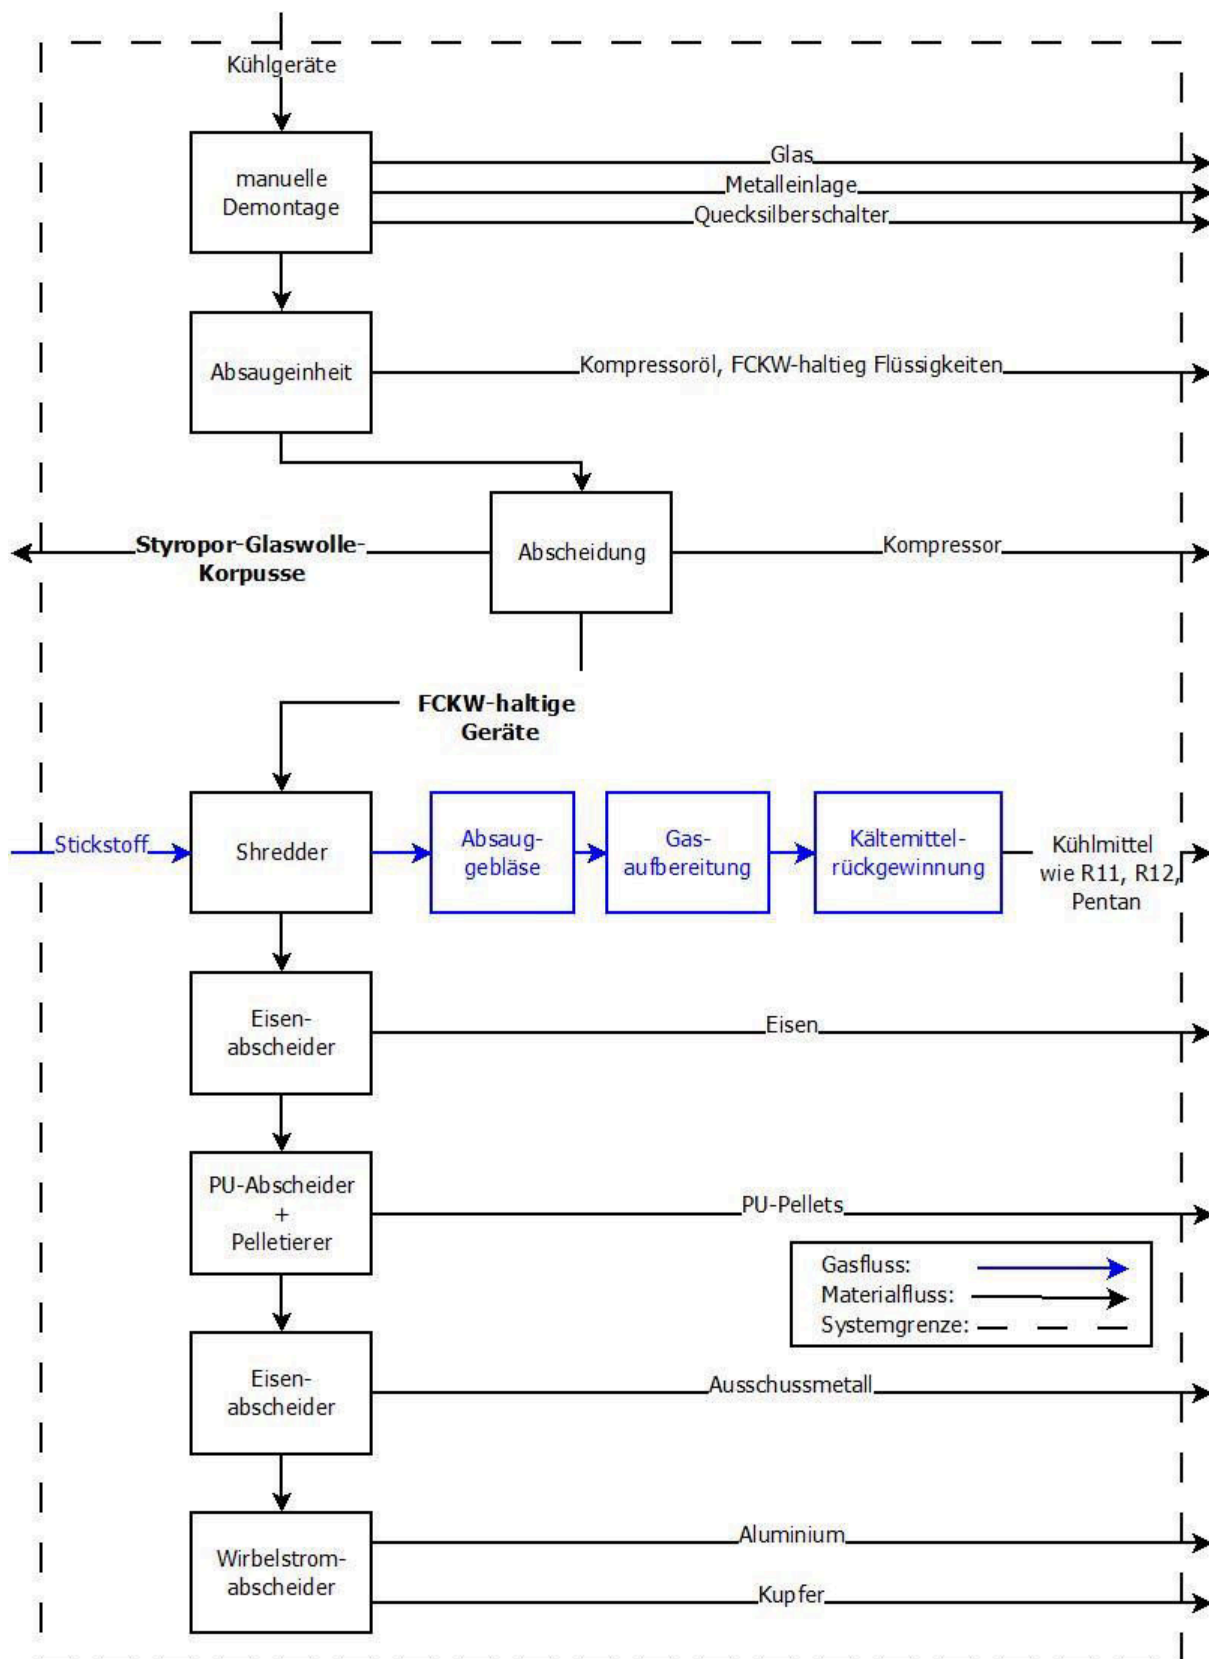 Kühlgeräte
manuelle
Demontage
Glas
Metalleinlage
Quecksilberschalter
Absaugeinheit
Kompressoröl, FCKW-haltieg Flüssigkeiten
Styropor-Glaswolle-
Korpusse
Abscheidung
Kompressor
FCKW-haltige
Geräte
Stickstoff
Shredder
Absaug-
gebläse
Gas-
aufbereitung
Kältemittel-
rückgewinnung
Kühlmittel
wie R11, R12,
Pentan
Eisen-
abscheider
Eisen
PU-Abscheider
+
Pelletierer
PU-Pellets
Gasfluss:
Materialfluss:
Systemgrenze:
Eisen-
abscheider
Ausschussmetall
Wirbelstrom-
abscheider
Aluminium
Kupfer